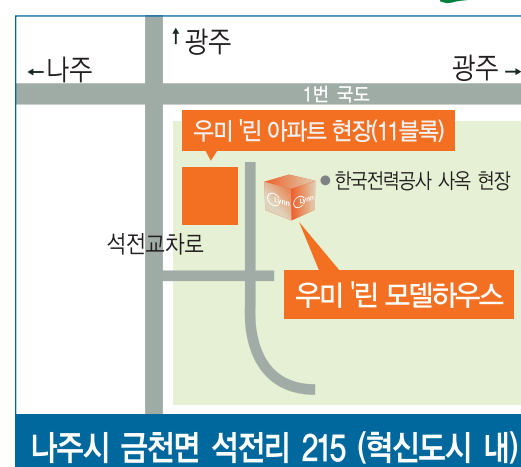 ↑광주
←나주
광주→
1번 국도
우미 '린 아파트 현장(11블록)
● 한국전력공사 사옥 현장
Lynn Lynn
석전교차로
우미 '린 모델하우스
나주시 금천면 석전리 215 (혁신도시 내)